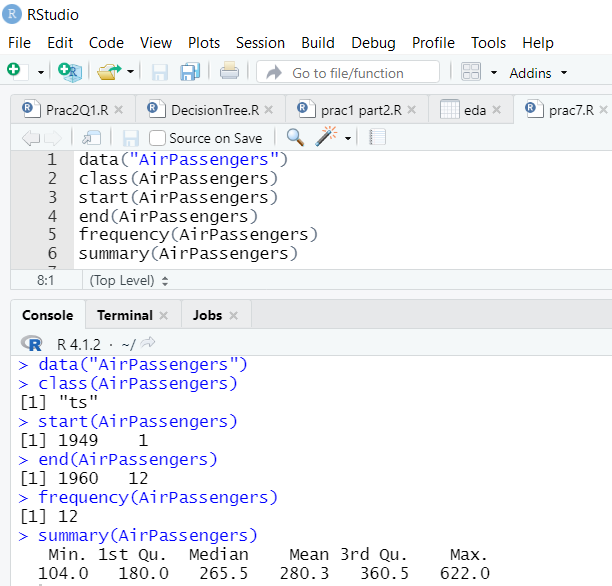 R RStudio
File Edit Code View Plots Session Build Debug Profile Tools Help
R Go to file/function Addins
R Prac2Q1.R × R DecisionTree.R × R prac1 part2.R × eda × R prac7.R ×
Source on Save
1 data("AirPassengers")
2 class(AirPassengers)
3 start(AirPassengers)
4 end(AirPassengers)
5 frequency(AirPassengers)
6 summary(AirPassengers)
8:1 (Top Level)
Console Terminal × Jobs ×
R R 4.1.2 · ~/
> data("AirPassengers")
> class(AirPassengers)
[1] "ts"
> start(AirPassengers)
[1] 1949    1
> end(AirPassengers)
[1] 1960   12
> frequency(AirPassengers)
[1] 12
> summary(AirPassengers)
   Min. 1st Qu.  Median    Mean 3rd Qu.    Max.
  104.0   180.0   265.5   280.3   360.5   622.0